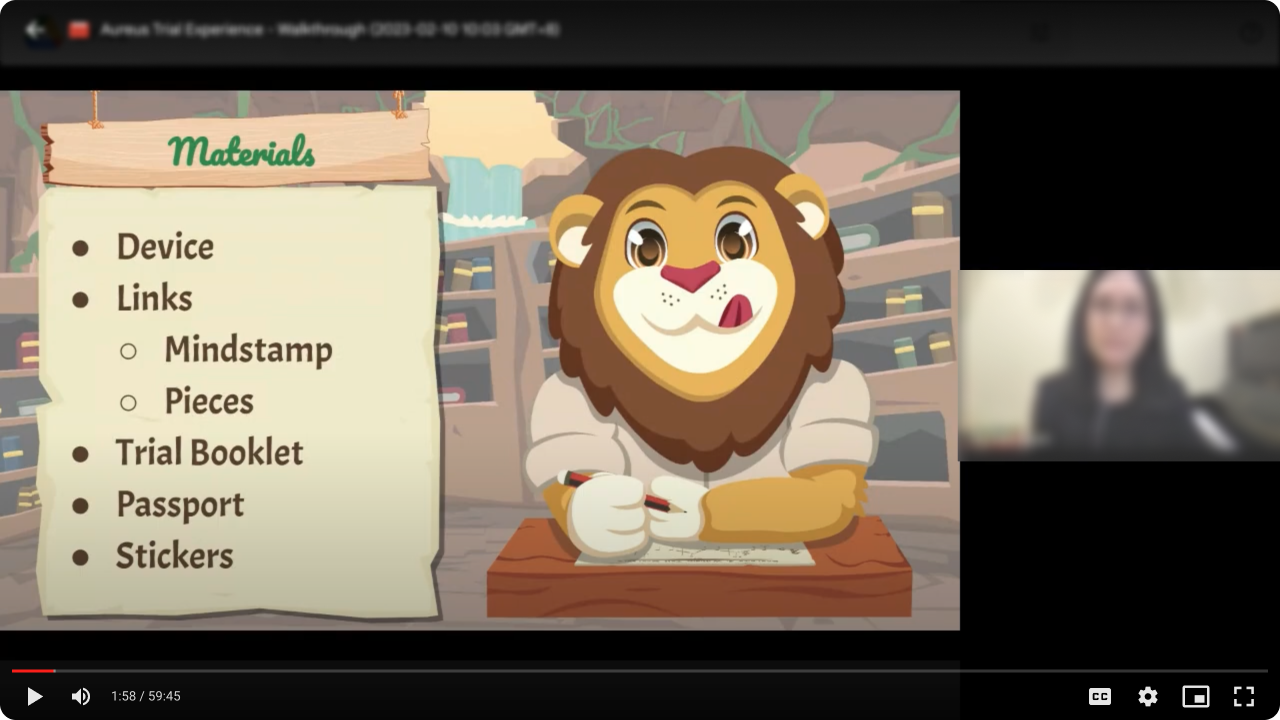 Aureus Trial Experience - Walkthrough (2023-02-10 10:03 GMT+8)
Materials
Device
Links
Mindstamp
Pieces
Trial Booklet
Passport
Stickers
1:58 / 59:45
CC